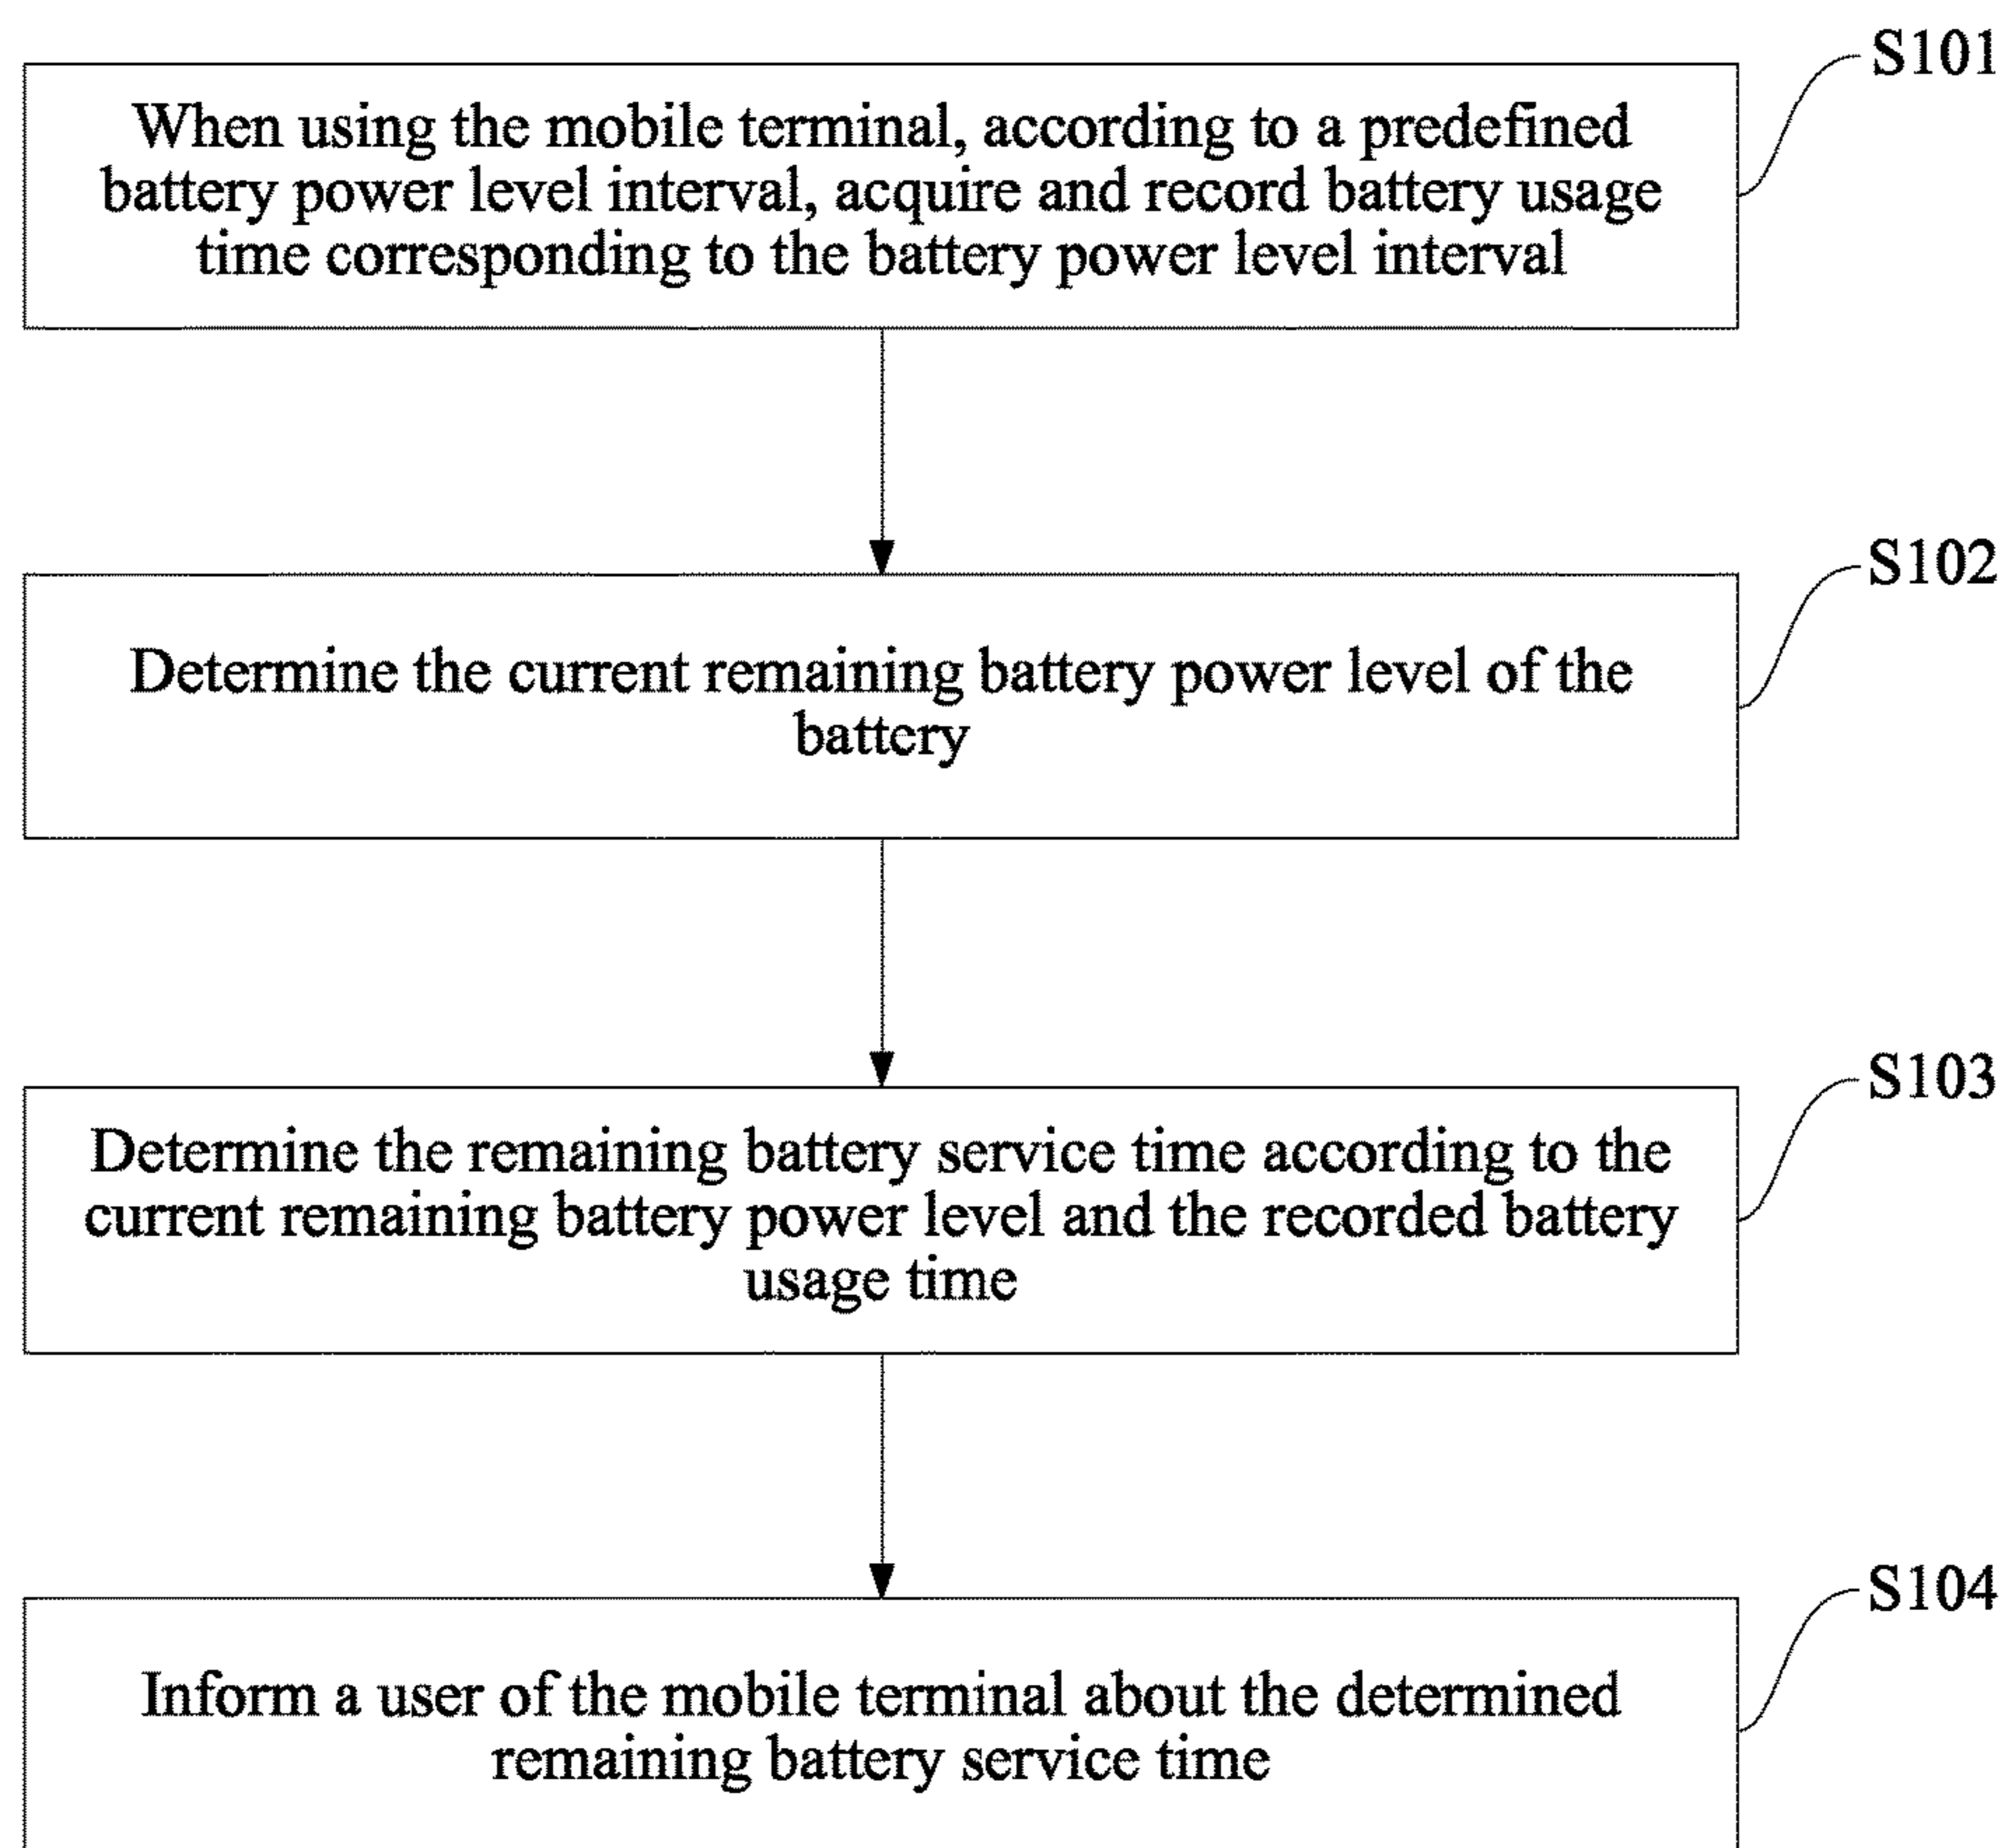 S101
When using the mobile terminal, according to a predefined
battery power level interval, acquire and record battery usage
time corresponding to the battery power level interval
S102
Determine the current remaining battery power level of the
battery
S103
Determine the remaining battery service time according to the
current remaining battery power level and the recorded battery
usage time
S104
Inform a user of the mobile terminal about the determined
remaining battery service time